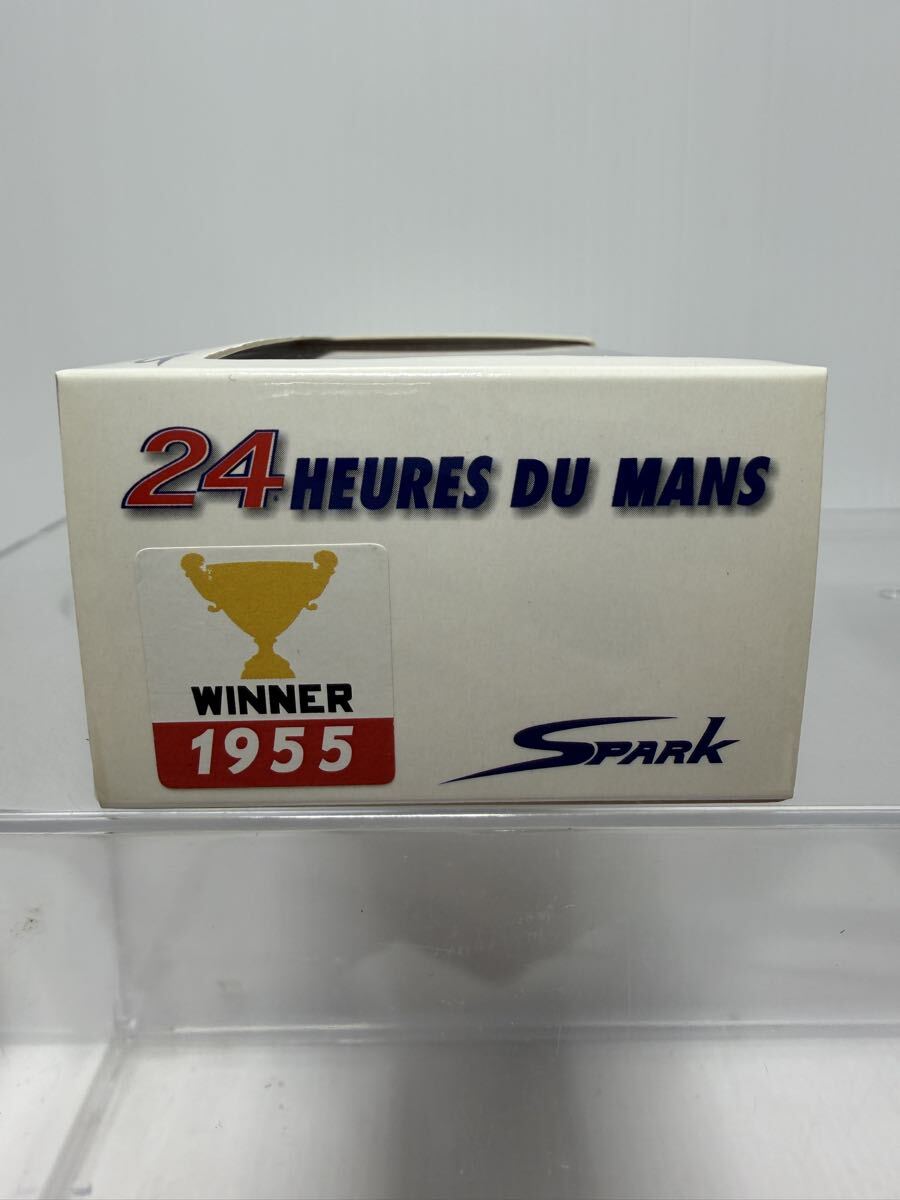 24 HEURES DU MANS
WINNER
1955
SPARK